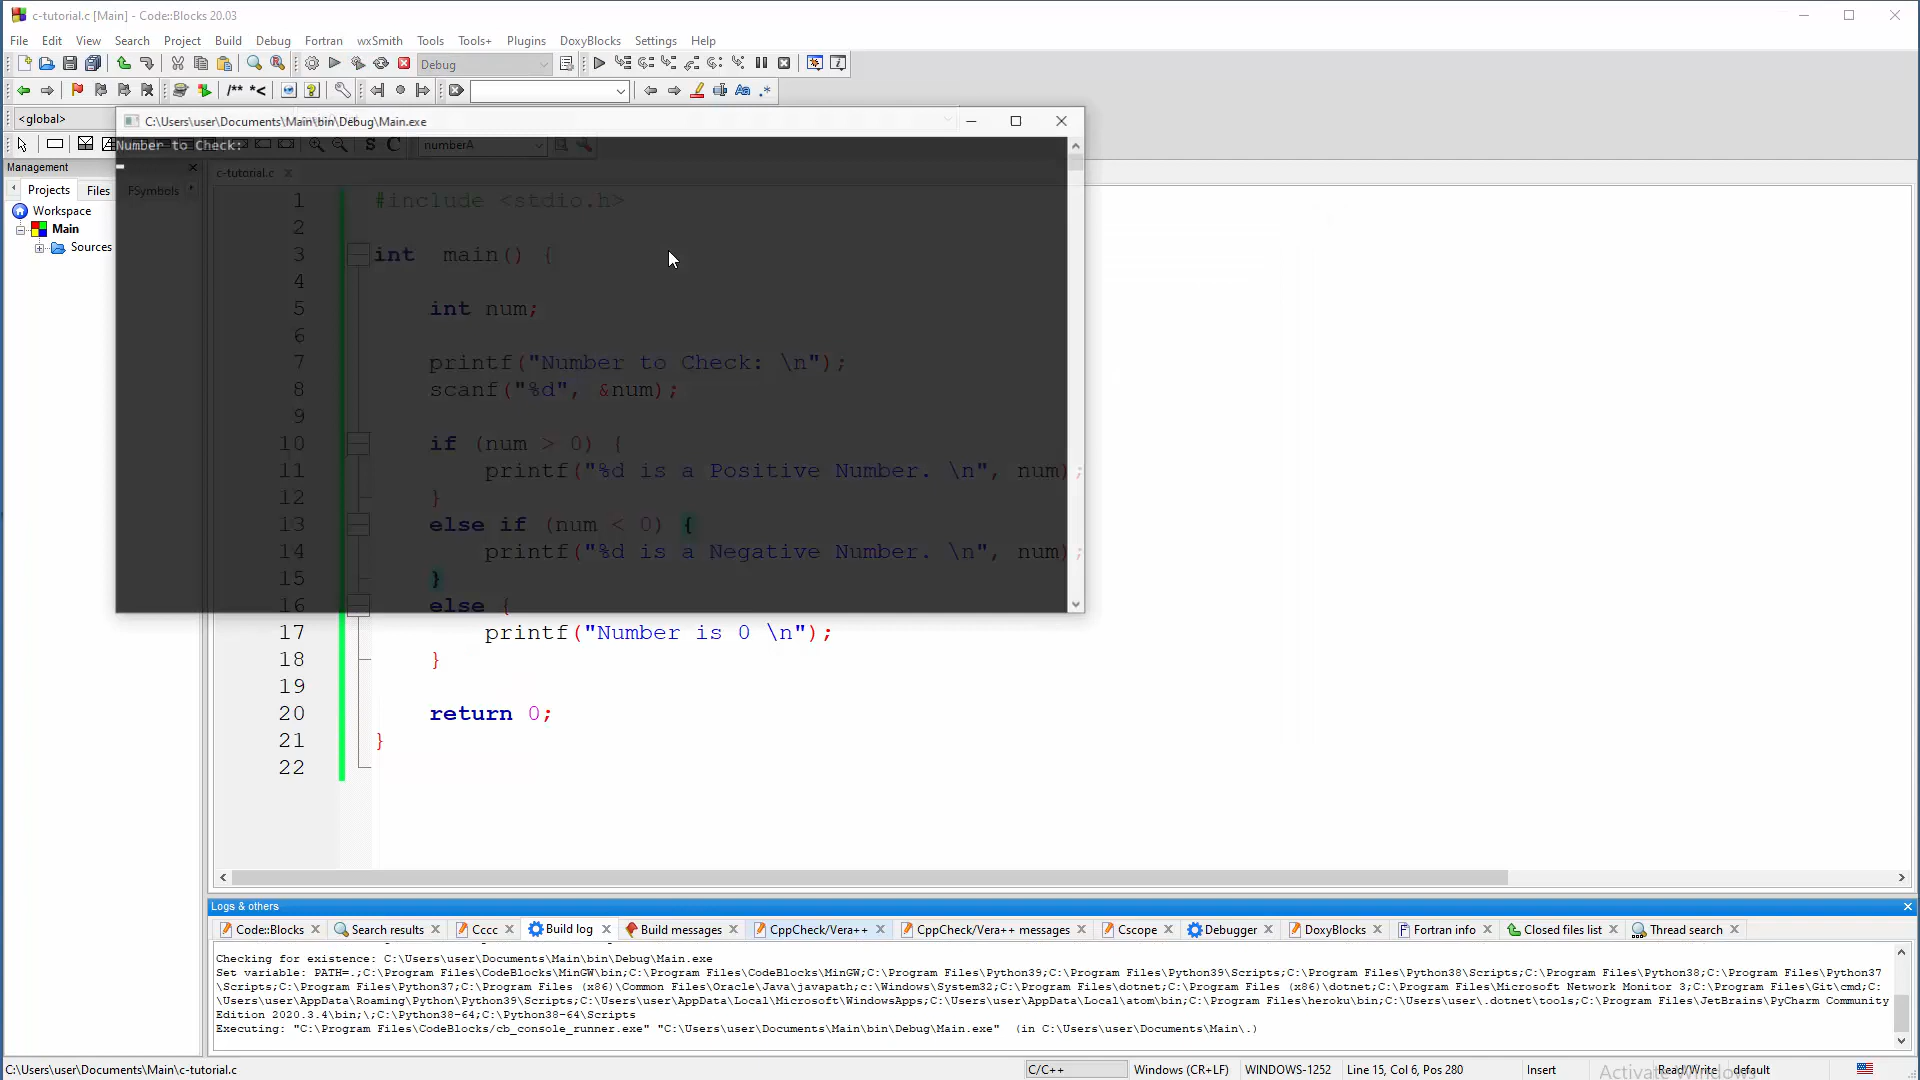 c-tutorial.c [Main] - Code::Blocks 20.03
File Edit View Search Project Build Debug Fortran wxSmith Tools Tools+ Plugins DoxyBlocks Settings Help
Debug
/** *<
<global>
C:\Users\user\Documents\Main\bin\Debug\Main.exe
Number to Check:
S C numberA
Management
c-tutorial.c
Projects Files FSymbols
Workspace
Main
Sources
1 #include <stdio.h>
2
3 int main() {
4
5 int num;
6
7 printf("Number to Check: \n");
8 scanf("%d", &num);
9
10 if (num > 0) {
11 printf("%d is a Positive Number. \n", num);
12 }
13 else if (num < 0) {
14 printf("%d is a Negative Number. \n", num);
15 }
16 else {
17 printf("Number is 0 \n");
18 }
19
20 return 0;
21 }
22
Logs & others
Code::Blocks Search results Cccc Build log Build messages CppCheck/Vera++ CppCheck/Vera++ messages Cscope Debugger DoxyBlocks Fortran info Closed files list Thread search
Checking for existence: C:\Users\user\Documents\Main\bin\Debug\Main.exe
Set variable: PATH=.;C:\Program Files\CodeBlocks\MinGW\bin;C:\Program Files\CodeBlocks\MinGW;C:\Program Files\Python39;C:\Program Files\Python39\Scripts;C:\Program Files\Python38\Scripts;C:\Program Files\Python38;C:\Program Files\Python37
\Scripts;C:\Program Files\Python37;C:\Program Files (x86)\Common Files\Oracle\Java\javapath;c:\Windows\System32;C:\Program Files\dotnet;C:\Program Files (x86)\dotnet;C:\Program Files\Microsoft Network Monitor 3;C:\Program Files\Git\cmd;C:
\Users\user\AppData\Roaming\Python\Python39\Scripts;C:\Users\user\AppData\Local\Microsoft\WindowsApps;C:\Users\user\AppData\Local\atom\bin;C:\Program Files\heroku\bin;C:\Users\user\.dotnet\tools;C:\Program Files\JetBrains\PyCharm Community
Edition 2020.3.4\bin;\;C:\Python38-64;C:\Python38-64\Scripts
Executing: "C:\Program Files\CodeBlocks/cb_console_runner.exe" "C:\Users\user\Documents\Main\bin\Debug\Main.exe" (in C:\Users\user\Documents\Main\.)
C:\Users\user\Documents\Main\c-tutorial.c C/C++ Windows (CR+LF) WINDOWS-1252 Line 15, Col 6, Pos 280 Insert Read/Write default
Activate Windows